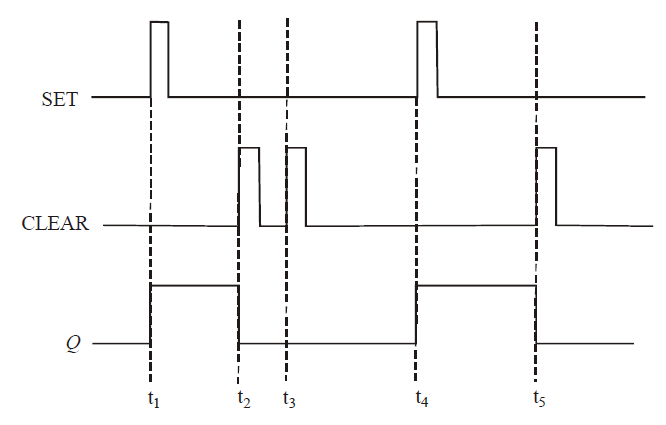 SET
CLEAR
Q
t₁ t₂ t₃ t₄ t₅